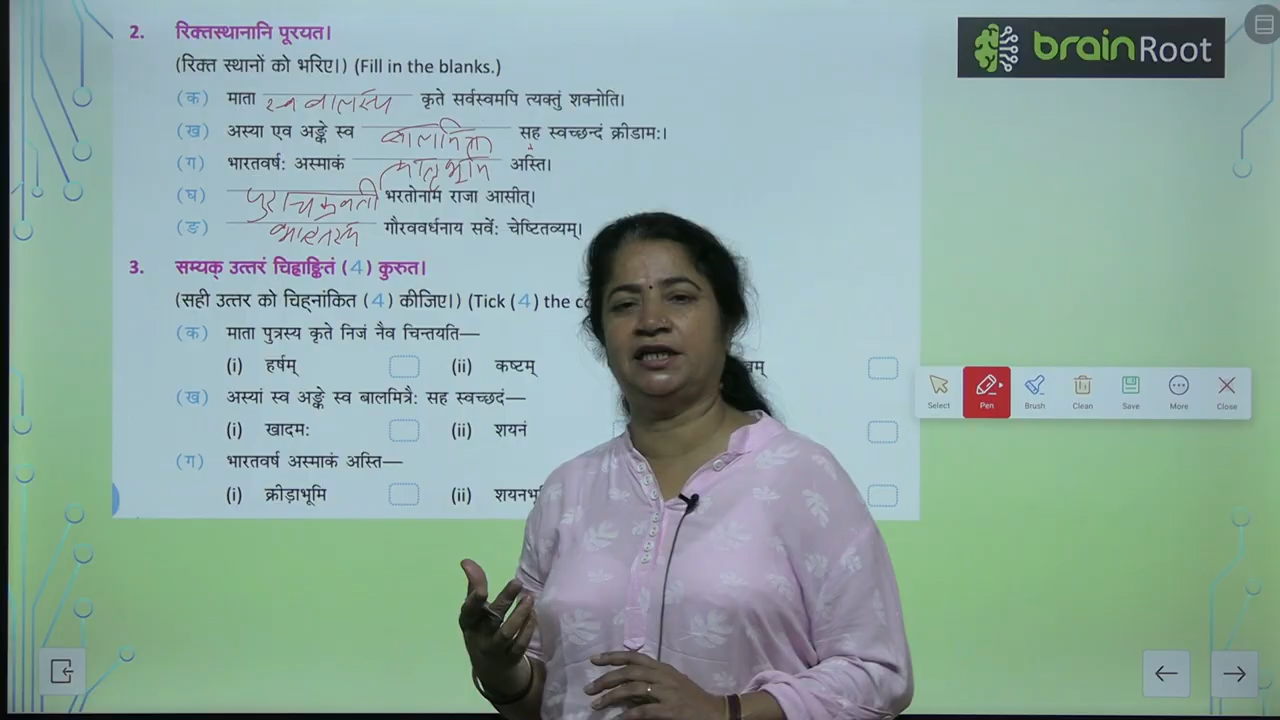 2. रिक्तस्थानानि पूरयत।
brainRoot
(रिक्त स्थानों को भरिए।) (Fill in the blanks.)
(क) माता स्व बालस्य कृते सर्वस्वमपि त्यक्तुं शक्नोति।
(ख) अस्या एव अङ्के स्व सह स्वच्छन्दं क्रीडामः।
(ग) भारतवर्षः अस्माकं मातृभूमि अस्ति।
(घ) पुरा चक्रवर्ती भरतोनाम राजा आसीत्।
(ङ) भारतस्य गौरववर्धनाय सर्वेः चेष्टितव्यम्।
3. सम्यक् उत्तरं चिह्नाङ्कितं (4) कुरुत।
(सही उत्तर को चिह्नांकित (4) कीजिए।) (Tick (4) the
(क) माता पुत्रस्य कृते निजं नैव चिन्तयति—
(i) हर्षम् (ii) कष्टम्
(ख) अस्यां स्व अङ्के स्व बालमित्रैः सह स्वच्छदं—
(i) खादमः (ii) शयनं
(ग) भारतवर्ष अस्माकं अस्ति—
(i) क्रीड़ाभूमि (ii)
Select Pen Brush Clean Save More Close